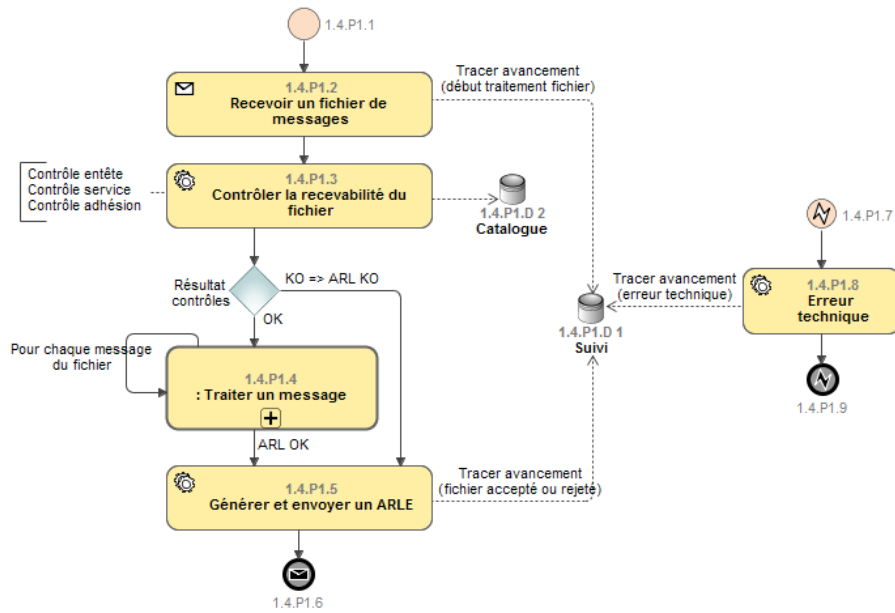 1.4.P1.1
1.4.P1.2
Recevoir un fichier de
messages
Tracer avancement
(début traitement fichier)
Contrôle entête
Contrôle service
Contrôle adhésion
1.4.P1.3
Contrôler la recevabilité du
fichier
1.4.P1.D 2
Catalogue
1.4.P1.7
Résultat
contrôles
KO => ARL KO
OK
Tracer avancement
(erreur technique)
1.4.P1.8
Erreur
technique
1.4.P1.D 1
Suivi
Pour chaque message
du fichier
1.4.P1.4
: Traiter un message
ARL OK
1.4.P1.9
1.4.P1.5
Générer et envoyer un ARLE
Tracer avancement
(fichier accepté ou rejeté)
1.4.P1.6